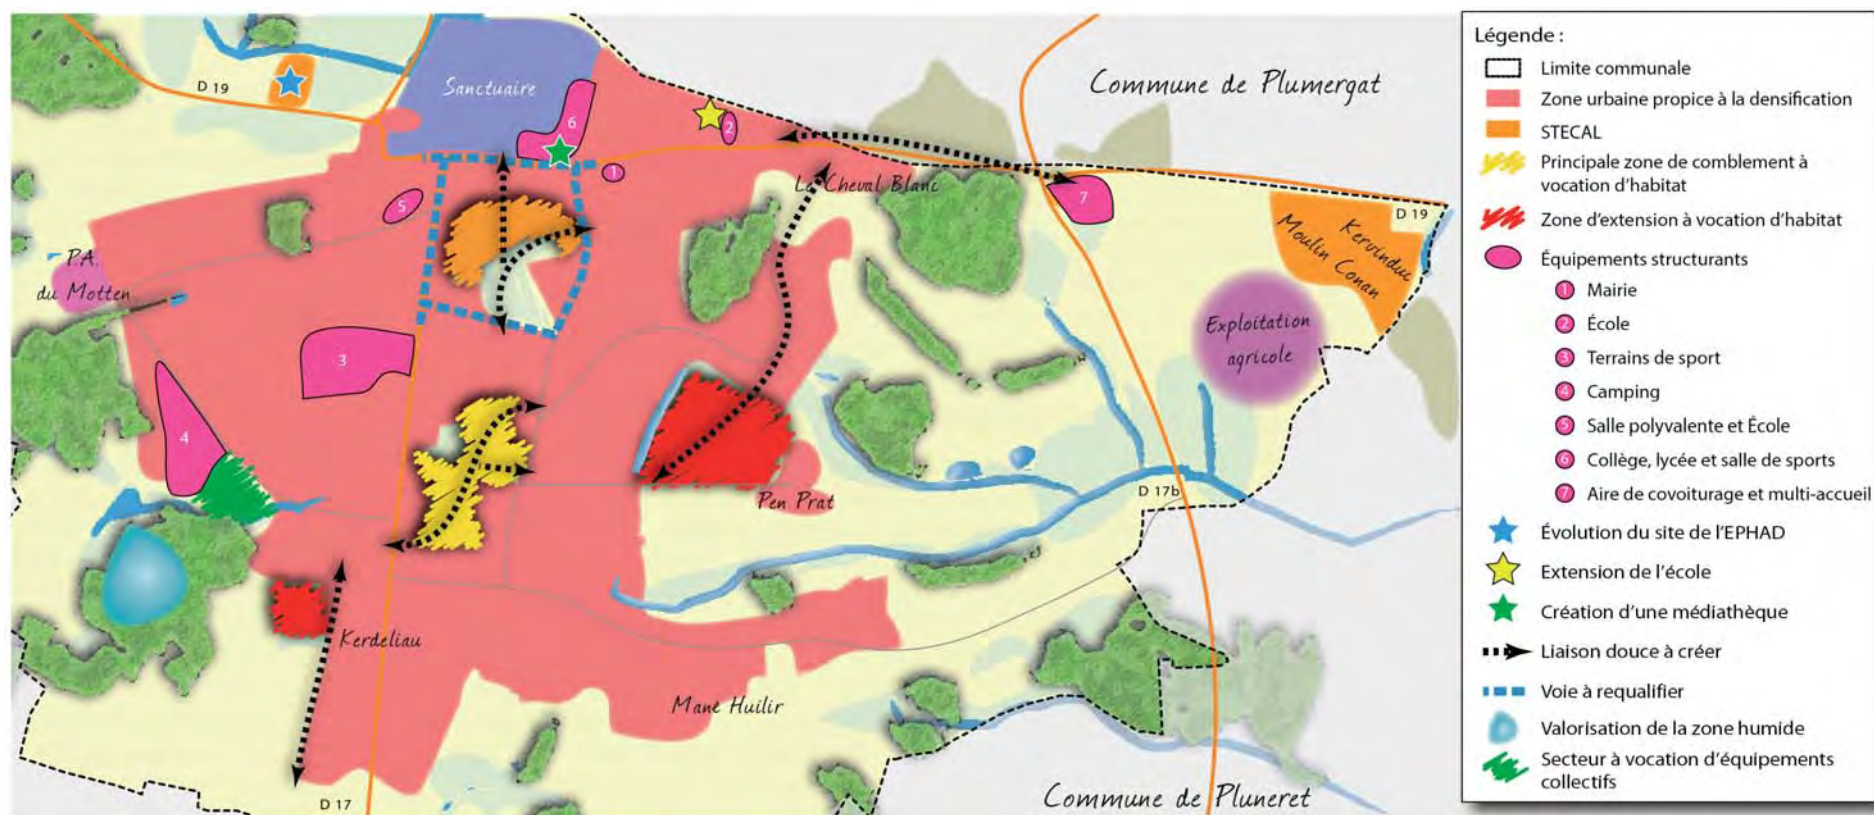 D 19
Sanctuaire
6
2
Commune de Plumergat
1
Le Cheval Blanc
5
7
D 19
Kervinduc
Moulin Conan
P.A.
du Motten
3
Exploitation
agricole
4
Pen Prat
D 17b
Kerdeliau
Mané Huilir
D 17
Commune de Pluneret
Légende :
Limite communale
Zone urbaine propice à la densification
STECAL
Principale zone de comblement à
vocation d'habitat
Zone d'extension à vocation d'habitat
Équipements structurants
1 Mairie
2 École
3 Terrains de sport
4 Camping
5 Salle polyvalente et École
6 Collège, lycée et salle de sports
7 Aire de covoiturage et multi-accueil
Évolution du site de l'EPHAD
Extension de l'école
Création d'une médiathèque
Liaison douce à créer
Voie à requalifier
Valorisation de la zone humide
Secteur à vocation d'équipements
collectifs